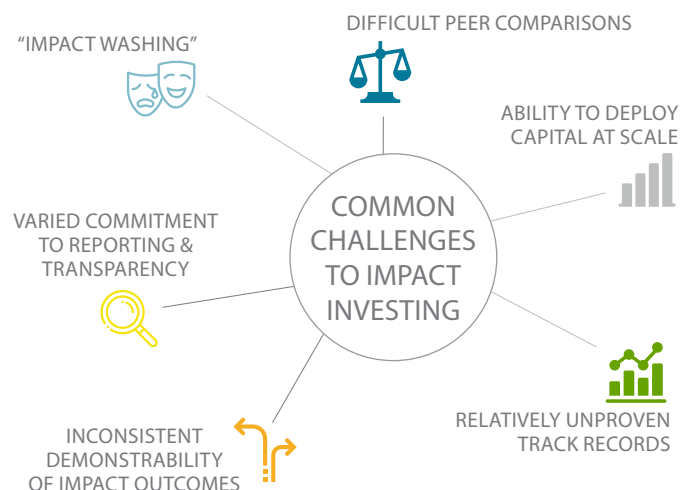 DIFFICULT PEER COMPARISONS
“IMPACT WASHING”
ABILITY TO DEPLOY
CAPITAL AT SCALE
COMMON
CHALLENGES
TO IMPACT
INVESTING
VARIED COMMITMENT
TO REPORTING &
TRANSPARENCY
RELATIVELY UNPROVEN
TRACK RECORDS
INCONSISTENT
DEMONSTRABILITY
OF IMPACT OUTCOMES